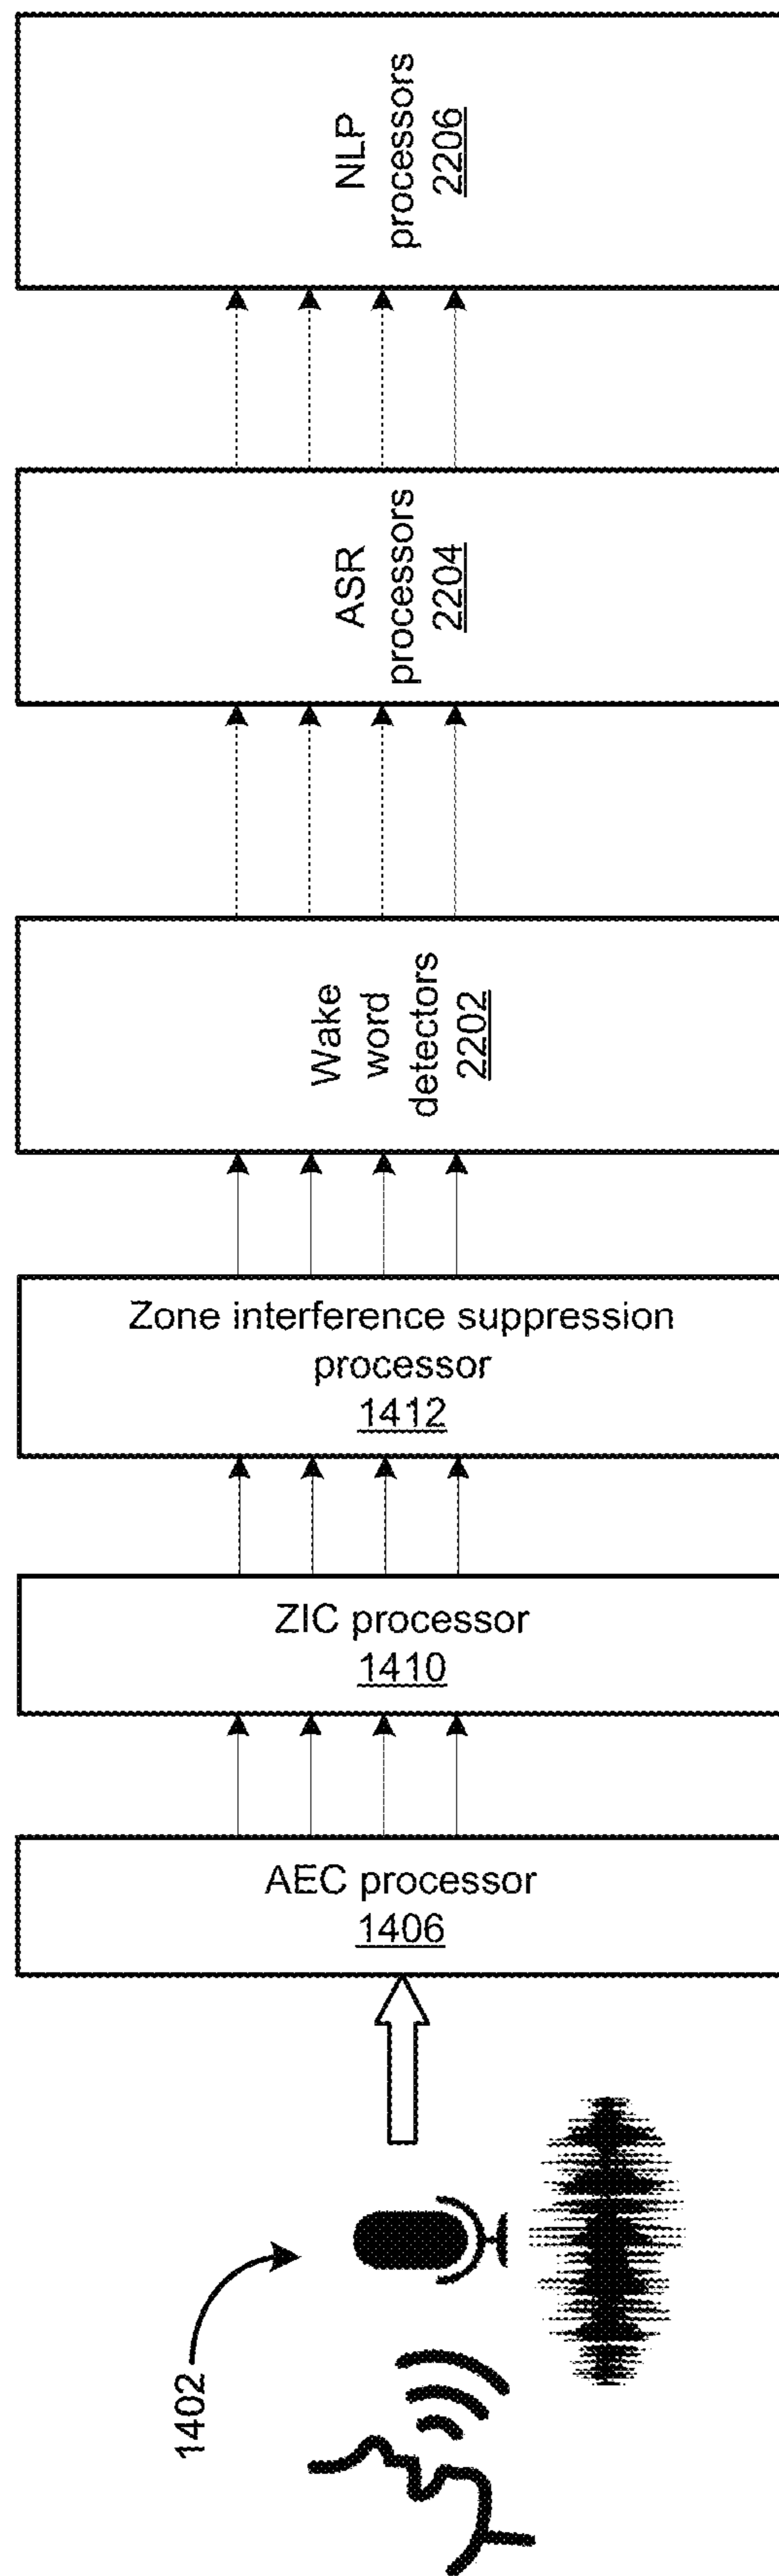 NLP
processors
2206
ASR
processors
2204
Wake
word
detectors
2202
Zone interference suppression
processor
1412
ZIC processor
1410
AEC processor
1406
1402